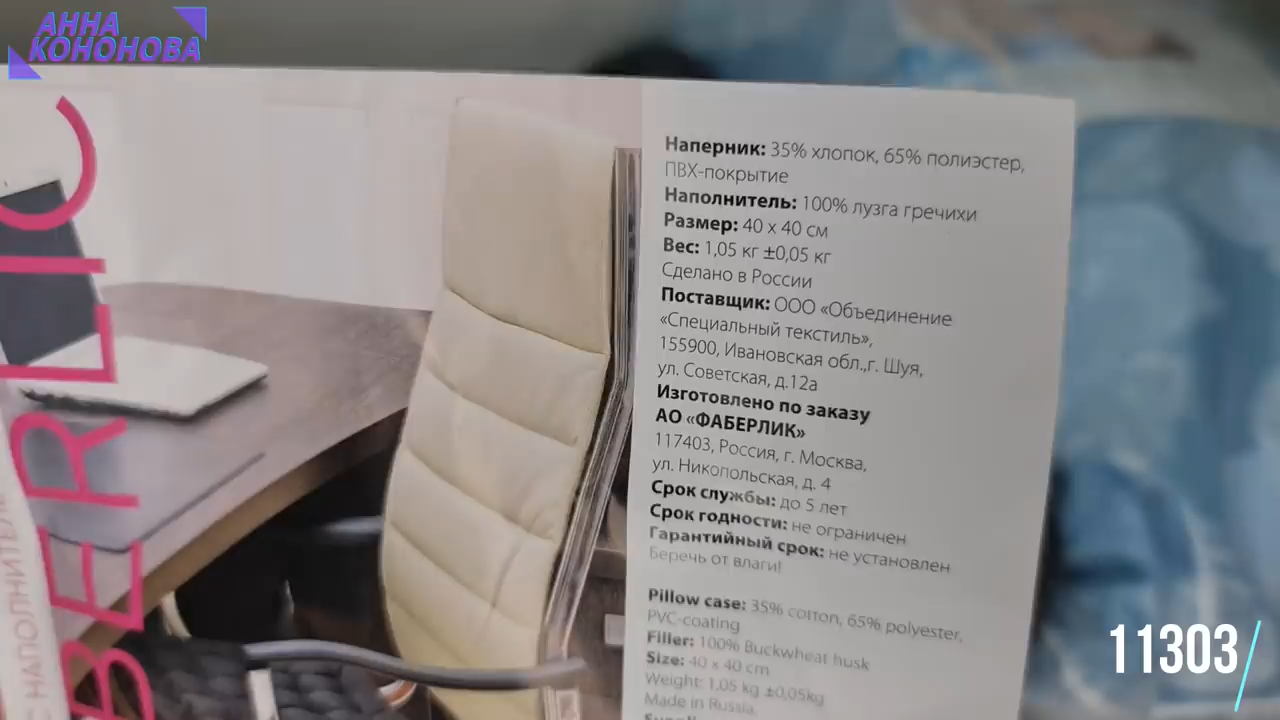 АННА
КОНОНОВА
BERLIC
С НАПОЛНИТЕЛ
Наперник: 35% хлопок, 65% полиэстер,
ПВХ-покрытие
Наполнитель: 100% лузга гречихи
Размер: 40 x 40 см
Вес: 1,05 кг ±0,05 кг
Сделано в России
Поставщик: ООО «Объединение
«Специальный текстиль»,
155900, Ивановская обл.,г. Шуя,
ул. Советская, д.12а
Изготовлено по заказу
АО «ФАБЕРЛИК»
117403, Россия, г. Москва,
ул. Никопольская, д. 4
Срок службы: до 5 лет
Срок годности: не ограничен
Гарантийный срок: не установлен
Беречь от влаги!
Pillow case: 35% cotton, 65% polyester,
PVC-coating
Filler: 100% Buckwheat husk
Size: 40 x 40 cm
Weight: 1,05 kg ±0,05kg
Made in Russia.
11303